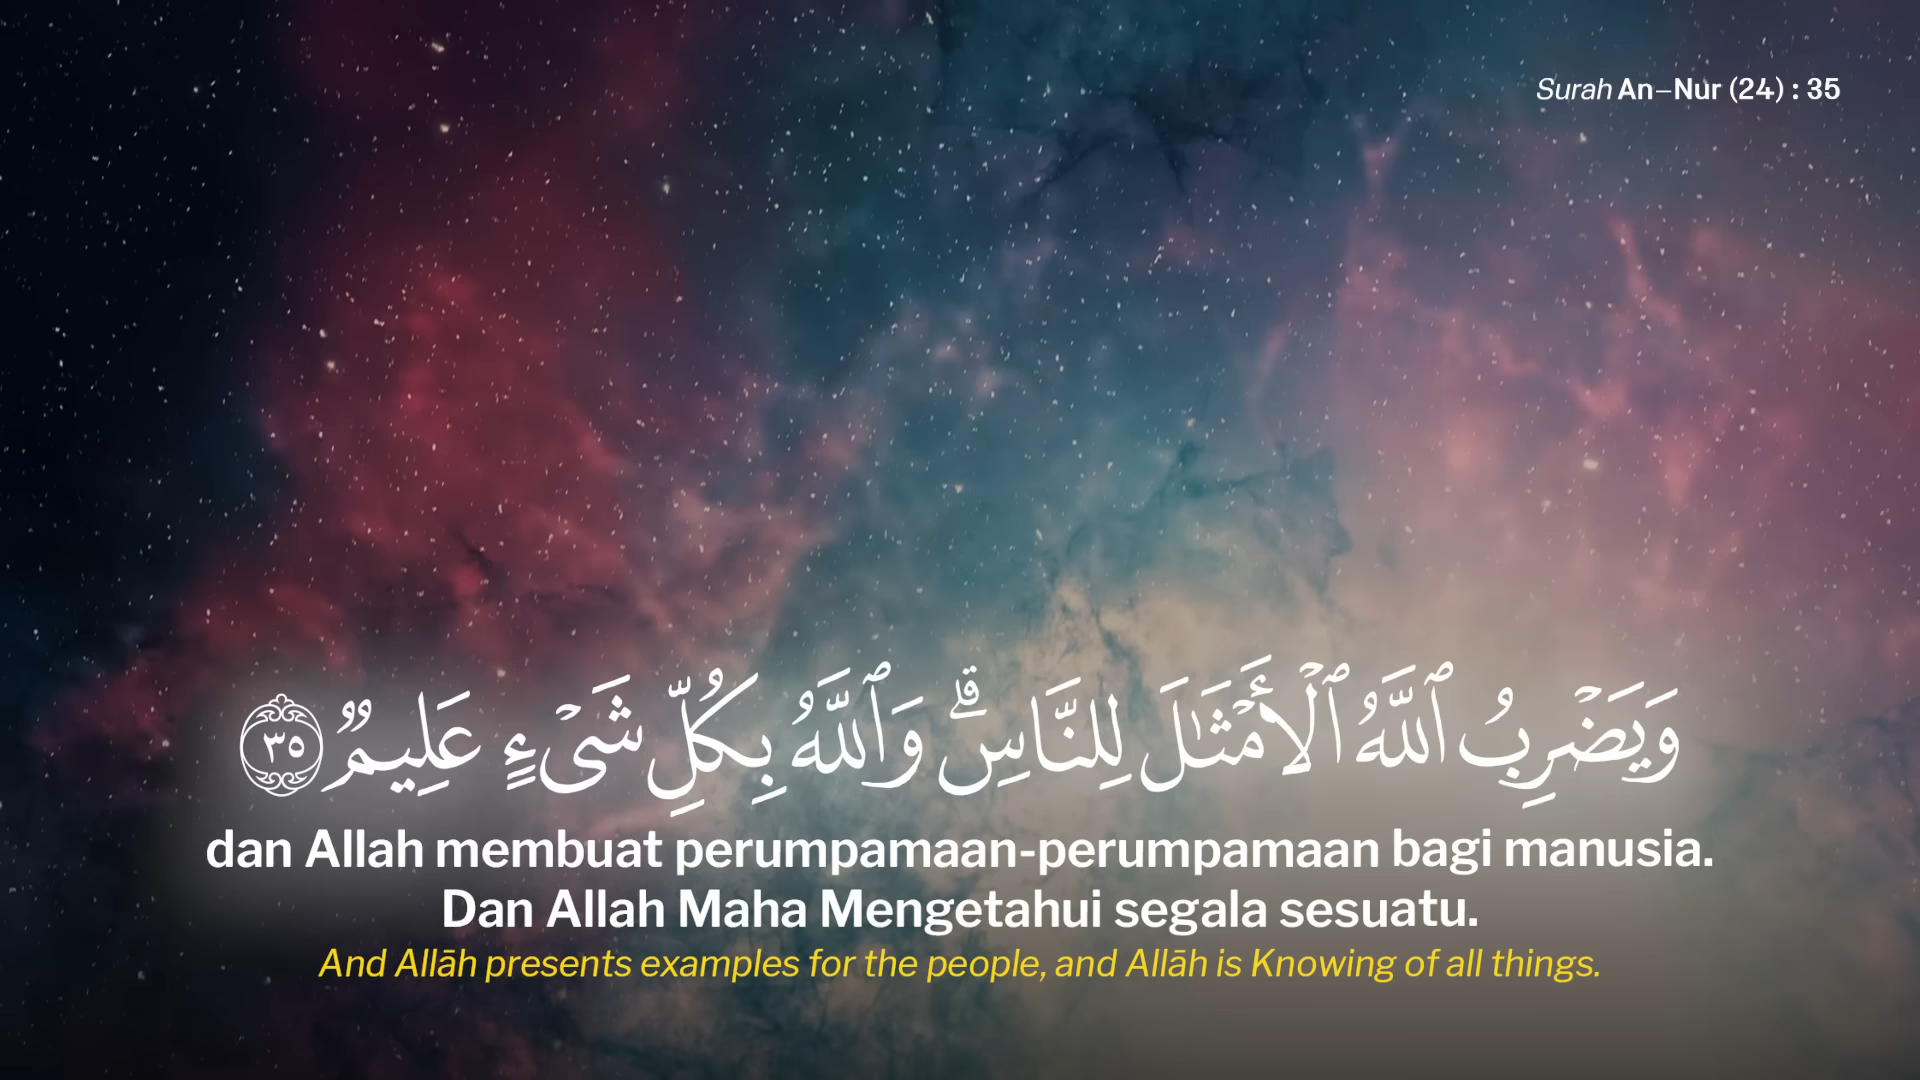 Surah An–Nur (24) : 35
وَيَضْرِبُ ٱللَّهُ ٱلْأَمْثَـٰلَ لِلنَّاسِ ۗ وَٱللَّهُ بِكُلِّ شَىْءٍ عَلِيمٌۭ ٣٥
dan Allah membuat perumpamaan-perumpamaan bagi manusia.
Dan Allah Maha Mengetahui segala sesuatu.
And Allāh presents examples for the people, and Allāh is Knowing of all things.